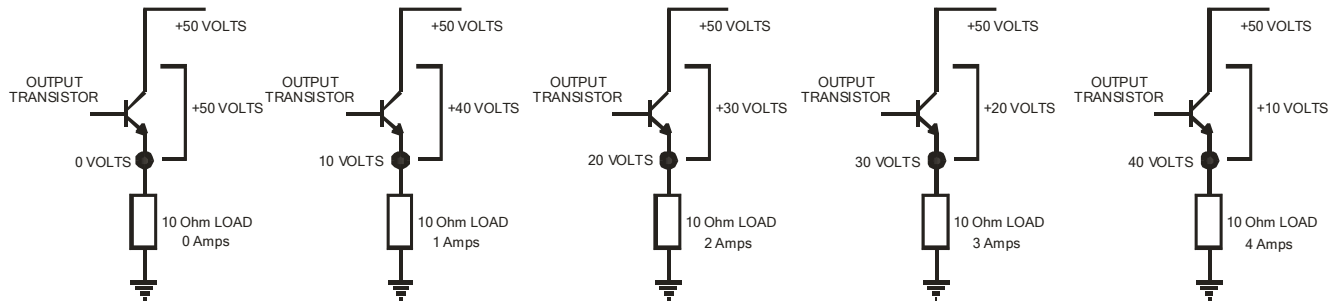 +50 VOLTS
OUTPUT
TRANSISTOR
+50 VOLTS
0 VOLTS
10 Ohm LOAD
0 Amps
+50 VOLTS
OUTPUT
TRANSISTOR
+40 VOLTS
10 VOLTS
10 Ohm LOAD
1 Amps
+50 VOLTS
OUTPUT
TRANSISTOR
+30 VOLTS
20 VOLTS
10 Ohm LOAD
2 Amps
+50 VOLTS
OUTPUT
TRANSISTOR
+20 VOLTS
30 VOLTS
10 Ohm LOAD
3 Amps
+50 VOLTS
OUTPUT
TRANSISTOR
+10 VOLTS
40 VOLTS
10 Ohm LOAD
4 Amps